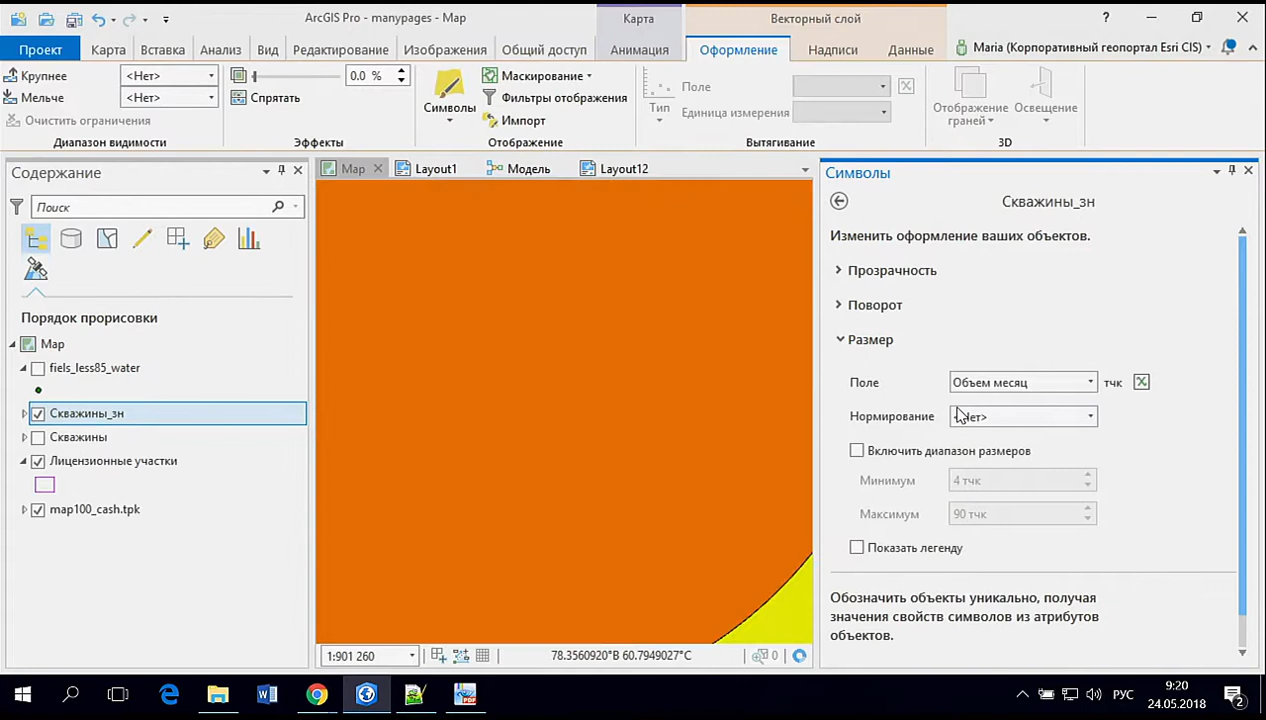 ArcGIS Pro - manypages - Map
Карта
Векторный слой
?
Проект
Карта
Вставка
Анализ
Вид
Редактирование
Изображения
Общий доступ
Анимация
Оформление
Надписи
Данные
Maria (Корпоративный геопортал Esri CIS)
Крупнее
<Нет>
Мельче
<Нет>
Очистить ограничения
Диапазон видимости
0.0 %
Спрятать
Эффекты
Символы
Маскирование
Фильтры отображения
Импорт
Отображение
Тип
Поле
Единица измерения
Вытягивание
Отображение
граней
Освещение
3D
Содержание
Поиск
Порядок прорисовки
Map
fiels_less85_water
Скважины_зн
Скважины
Лицензионные участки
map100_cash.tpk
Map
Layout1
Модель
Layout12
1:901 260
78.3560920°В 60.7949027°С
0
Символы
Скважины_зн
Изменить оформление ваших объектов.
Прозрачность
Поворот
Размер
Поле
Объем месяц
тчк
Нормирование
<Нет>
Включить диапазон размеров
Минимум
4 тчк
Максимум
90 тчк
Показать легенду
Обозначить объекты уникально, получая
значения свойств символов из атрибутов
объектов.
РУС
9:20
24.05.2018
2